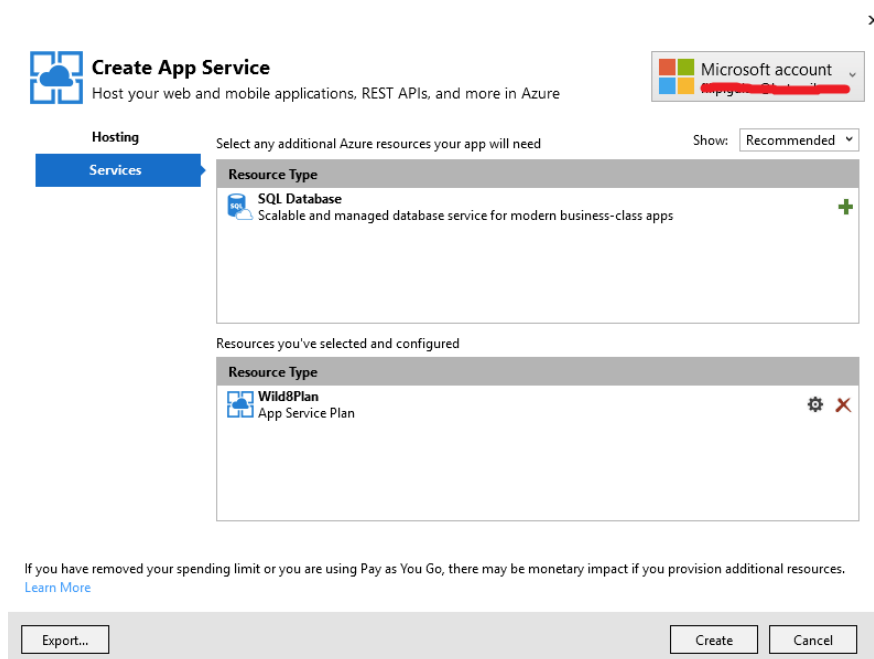 Create App Service
Host your web and mobile applications, REST APIs, and more in Azure
Microsoft account
Hosting
Services
Select any additional Azure resources your app will need
Show:
Recommended
Resource Type
SQL
SQL Database
Scalable and managed database service for modern business-class apps
Resources you've selected and configured
Resource Type
Wild8Plan
App Service Plan
If you have removed your spending limit or you are using Pay as You Go, there may be monetary impact if you provision additional resources.
Learn More
Export...
Create
Cancel